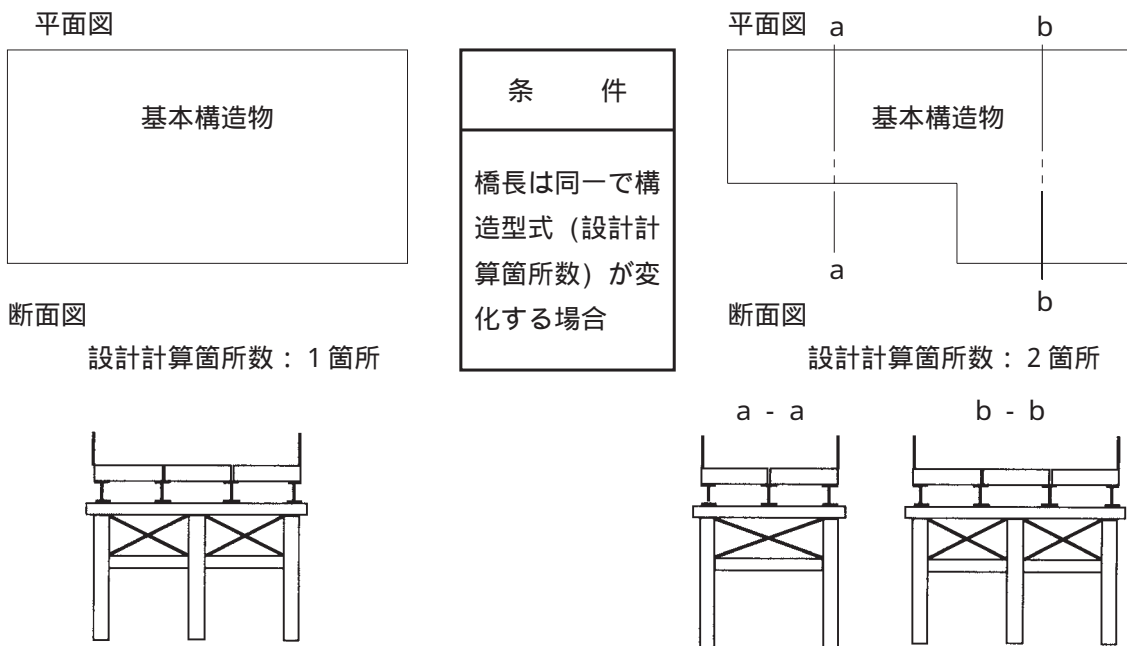 平面図
基本構造物
断面図
設計計算箇所数：1箇所
条　件
橋長は同一で構
造型式（設計計
算箇所数）が変
化する場合
平面図
a
b
基本構造物
a
b
断面図
設計計算箇所数：2箇所
a - a
b - b